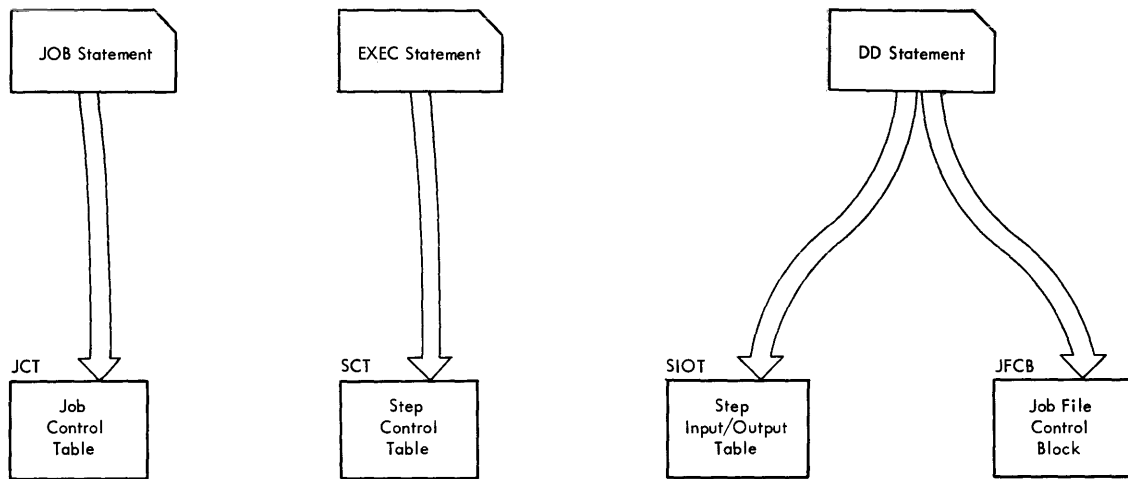 JOB Statement
EXEC Statement
DD Statement
JCT
SCT
SIOT
JFCB
Job
Control
Table
Step
Control
Table
Step
Input/Output
Table
Job File
Control
Block